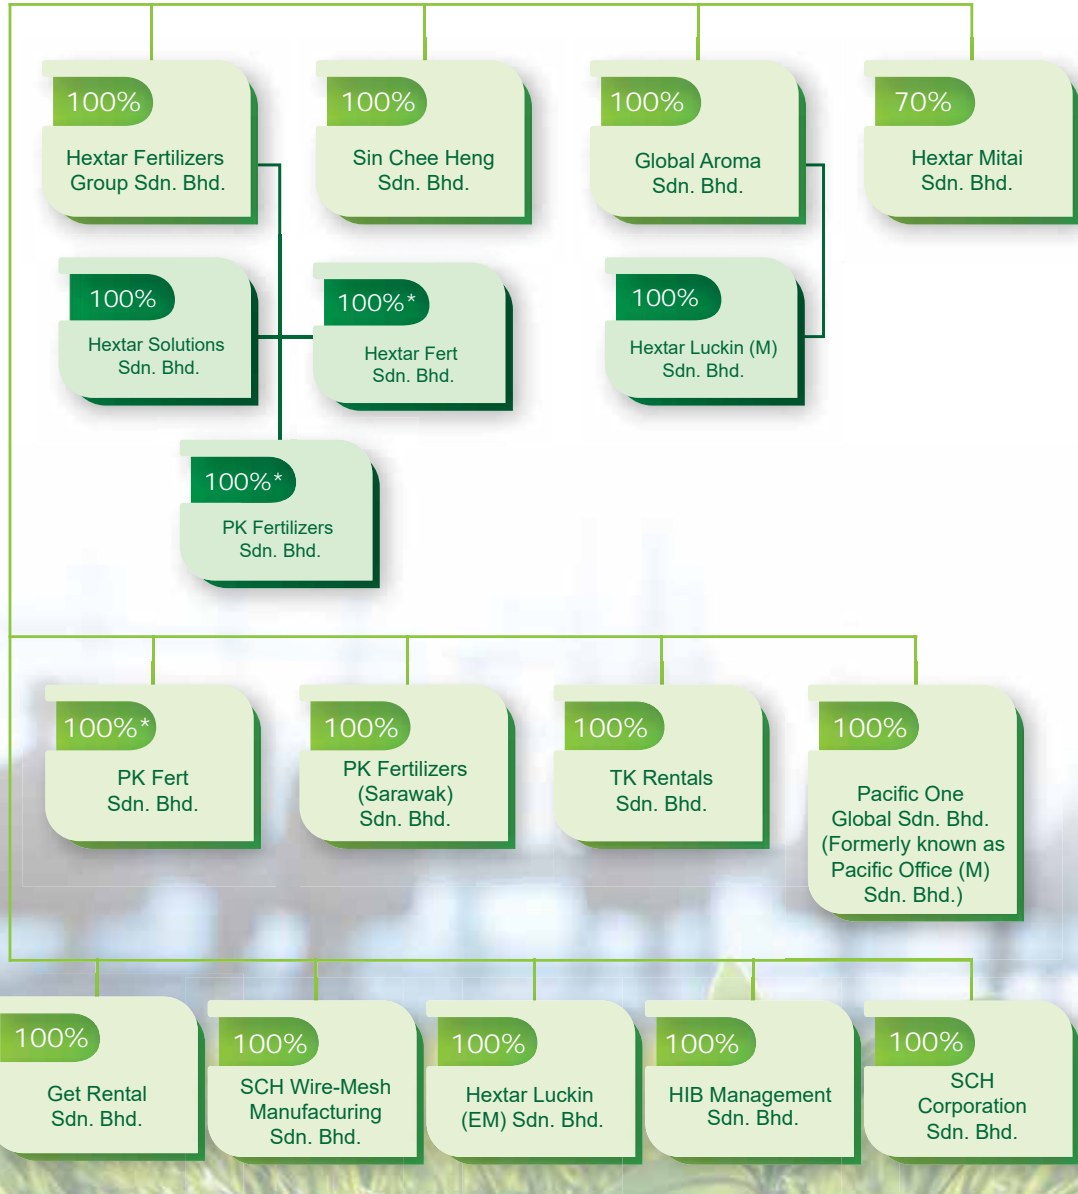 100%
Hextar Fertilizers
Group Sdn. Bhd.
100%
Sin Chee Heng
Sdn. Bhd.
100%
Global Aroma
Sdn. Bhd.
70%
Hextar Mitai
Sdn. Bhd.
100%
Hextar Solutions
Sdn. Bhd.
100%*
Hextar Fert
Sdn. Bhd.
100%
Hextar Luckin (M)
Sdn. Bhd.
100%*
PK Fertilizers
Sdn. Bhd.
100%*
PK Fert
Sdn. Bhd.
100%
PK Fertilizers
(Sarawak)
Sdn. Bhd.
100%
TK Rentals
Sdn. Bhd.
100%
Pacific One
Global Sdn. Bhd.
(Formerly known as
Pacific Office (M)
Sdn. Bhd.)
100%
Get Rental
Sdn. Bhd.
100%
SCH Wire-Mesh
Manufacturing
Sdn. Bhd.
100%
Hextar Luckin
(EM) Sdn. Bhd.
100%
HIB Management
Sdn. Bhd.
100%
SCH
Corporation
Sdn. Bhd.